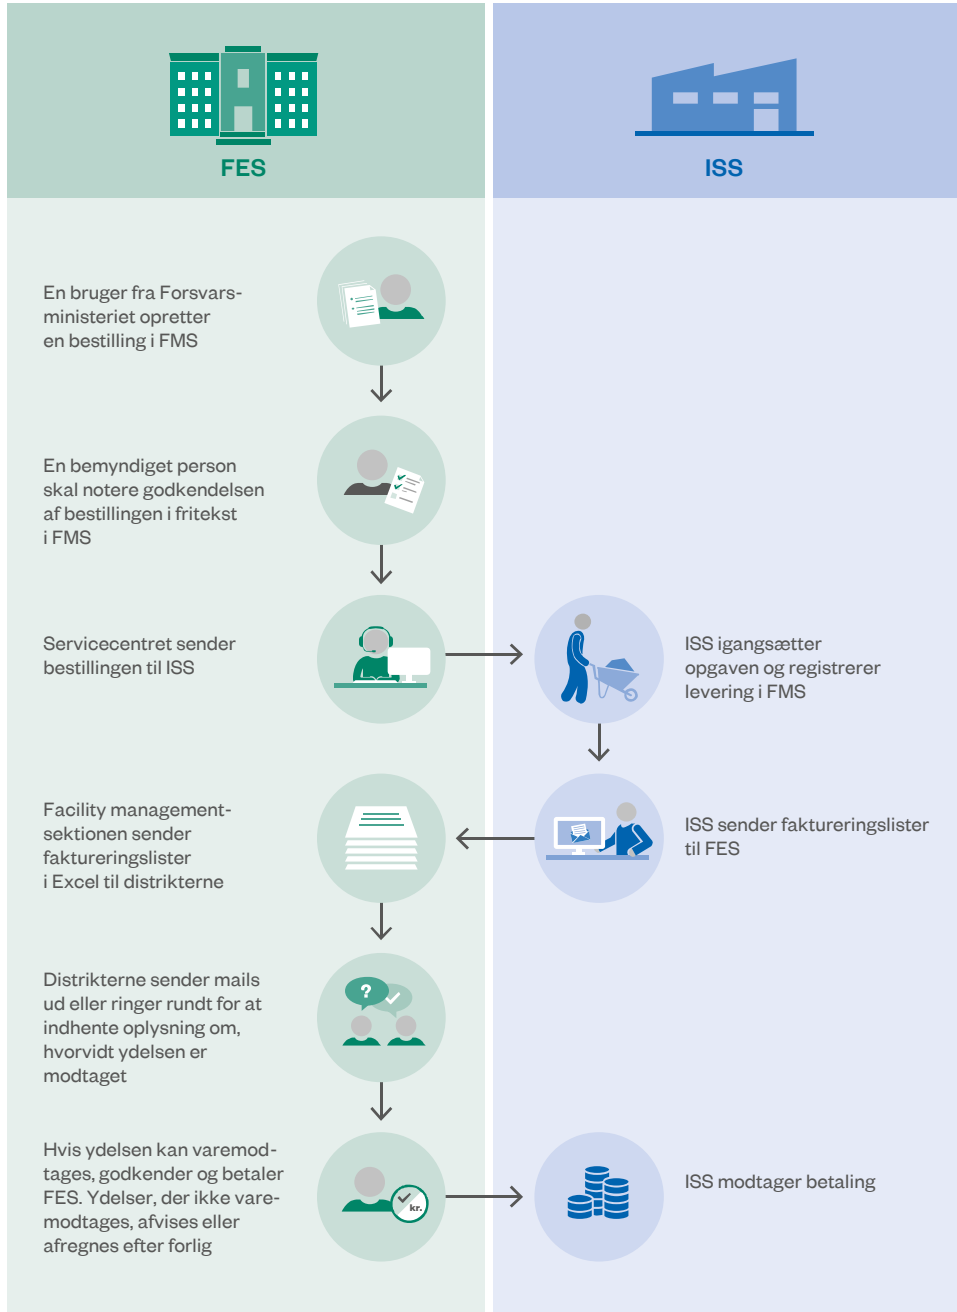 FES
ISS
En bruger fra Forsvars-
ministeriet opretter
en bestilling i FMS
En bemyndiget person
skal notere godkendelsen
af bestillingen i fritekst
i FMS
Servicecentret sender
bestillingen til ISS
ISS igangsætter
opgaven og registrerer
levering i FMS
Facility management-
sektionen sender
faktureringslister
i Excel til distrikterne
ISS sender faktureringslister
til FES
Distrikterne sender mails
ud eller ringer rundt for at
indhente oplysning om,
hvorvidt ydelsen er
modtaget
?
Hvis ydelsen kan varemod-
tages, godkender og betaler
FES. Ydelser, der ikke vare-
modtages, afvises eller
afregnes efter forlig
kr.
ISS modtager betaling